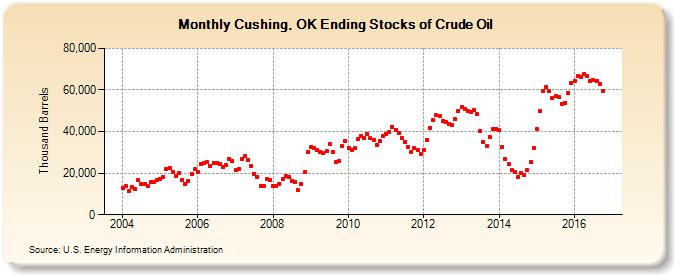 Monthly Cushing, OK Ending Stocks of Crude Oil
Thousand Barrels
80,000
60,000
40,000
20,000
0
2004 2006 2008 2010 2012 2014 2016
Source: U.S. Energy Information Administration